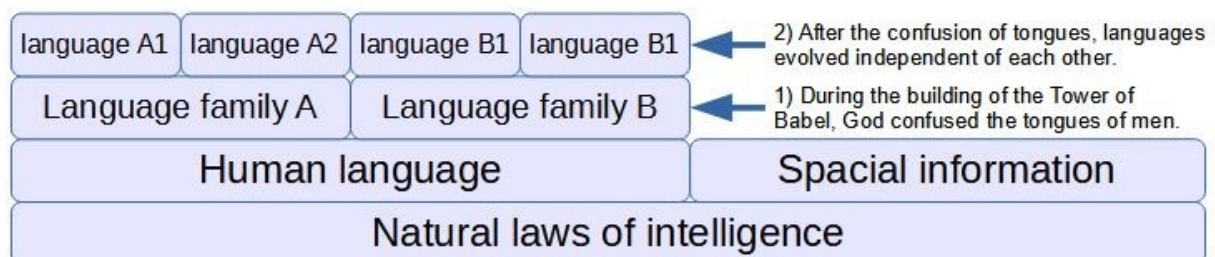 language A1 language A2 language B1 language B1
2) After the confusion of tongues, languages
evolved independent of each other.
Language family A Language family B
1) During the building of the Tower of
Babel, God confused the tongues of men.
Human language Spacial information
Natural laws of intelligence